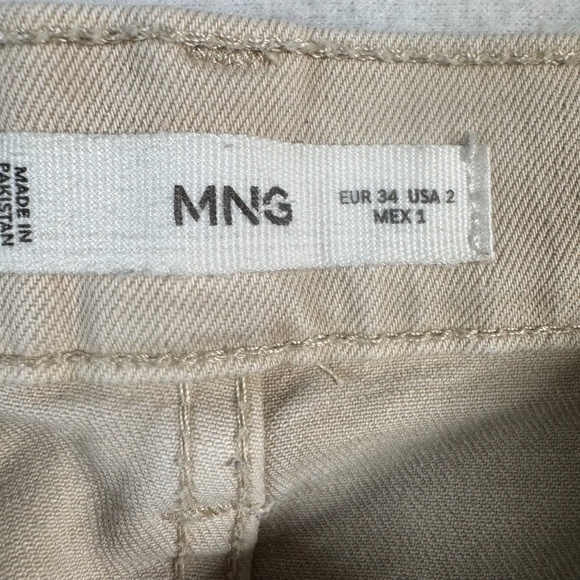 MADE IN
PAKISTAN
MNG
EUR 34 USA 2
MEX 1